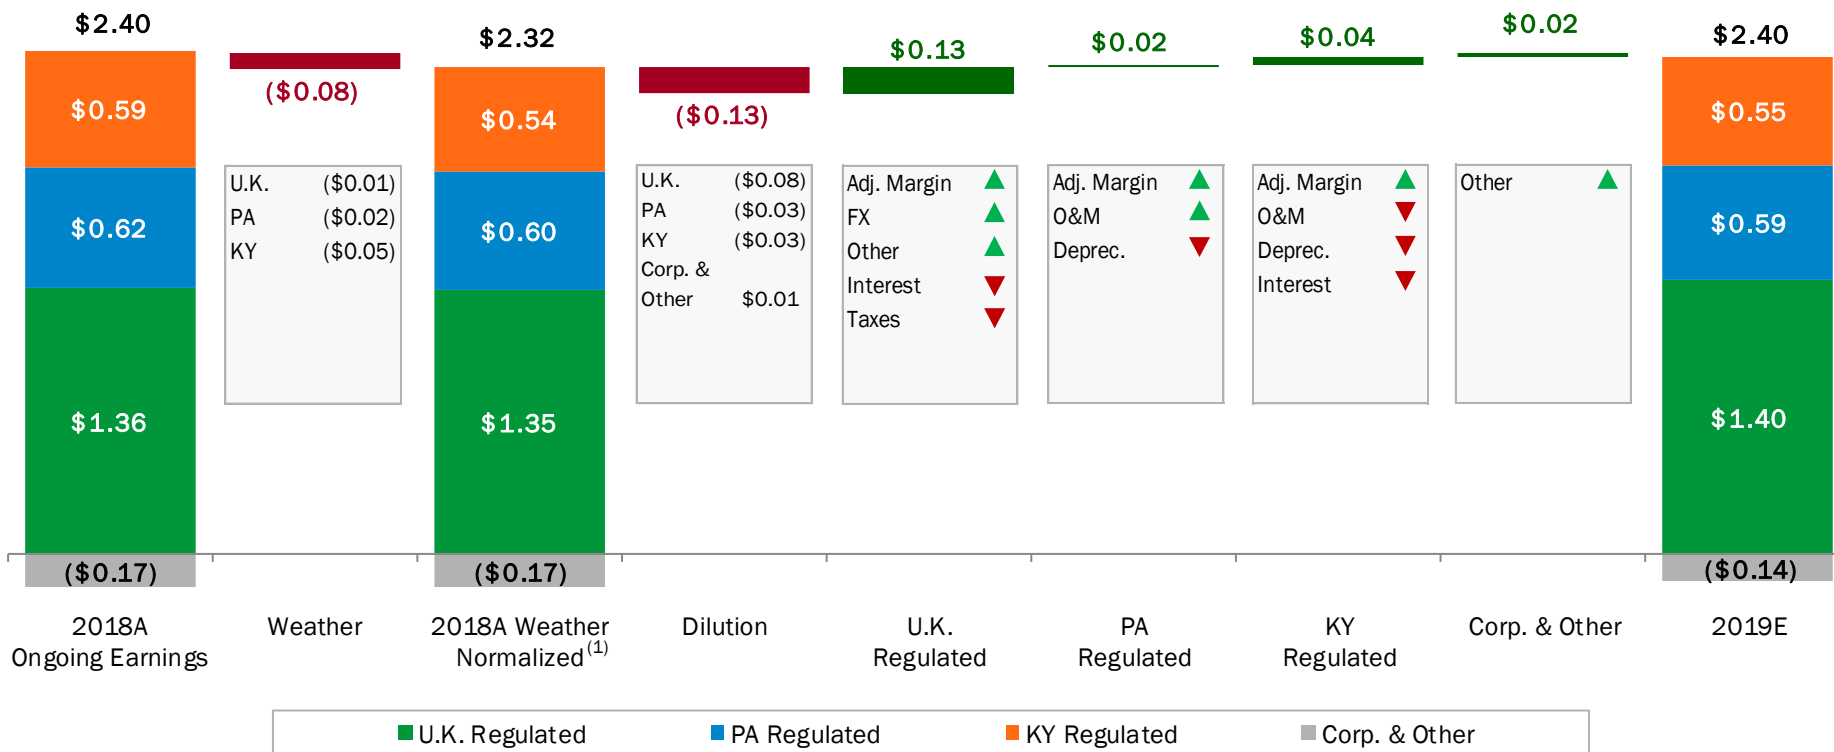 $2.40
$0.59
$0.62
$1.36
($0.17)
2018A
Ongoing Earnings
($0.08)
U.K. ($0.01)
PA ($0.02)
KY ($0.05)
Weather
$2.32
$0.54
$0.60
$1.35
($0.17)
2018A Weather
Normalized(1)
($0.13)
U.K. ($0.08)
PA ($0.03)
KY ($0.03)
Corp. &
Other $0.01
Dilution
$0.13
Adj. Margin ▲
FX ▲
Other ▲
Interest ▼
Taxes ▼
U.K.
Regulated
$0.02
Adj. Margin ▲
O&M ▲
Deprec. ▼
PA
Regulated
$0.04
Adj. Margin ▲
O&M ▼
Deprec. ▼
Interest ▼
KY
Regulated
$0.02
Other ▲
Corp. & Other
$2.40
$0.55
$0.59
$1.40
($0.14)
2019E
U.K. Regulated PA Regulated KY Regulated Corp. & Other